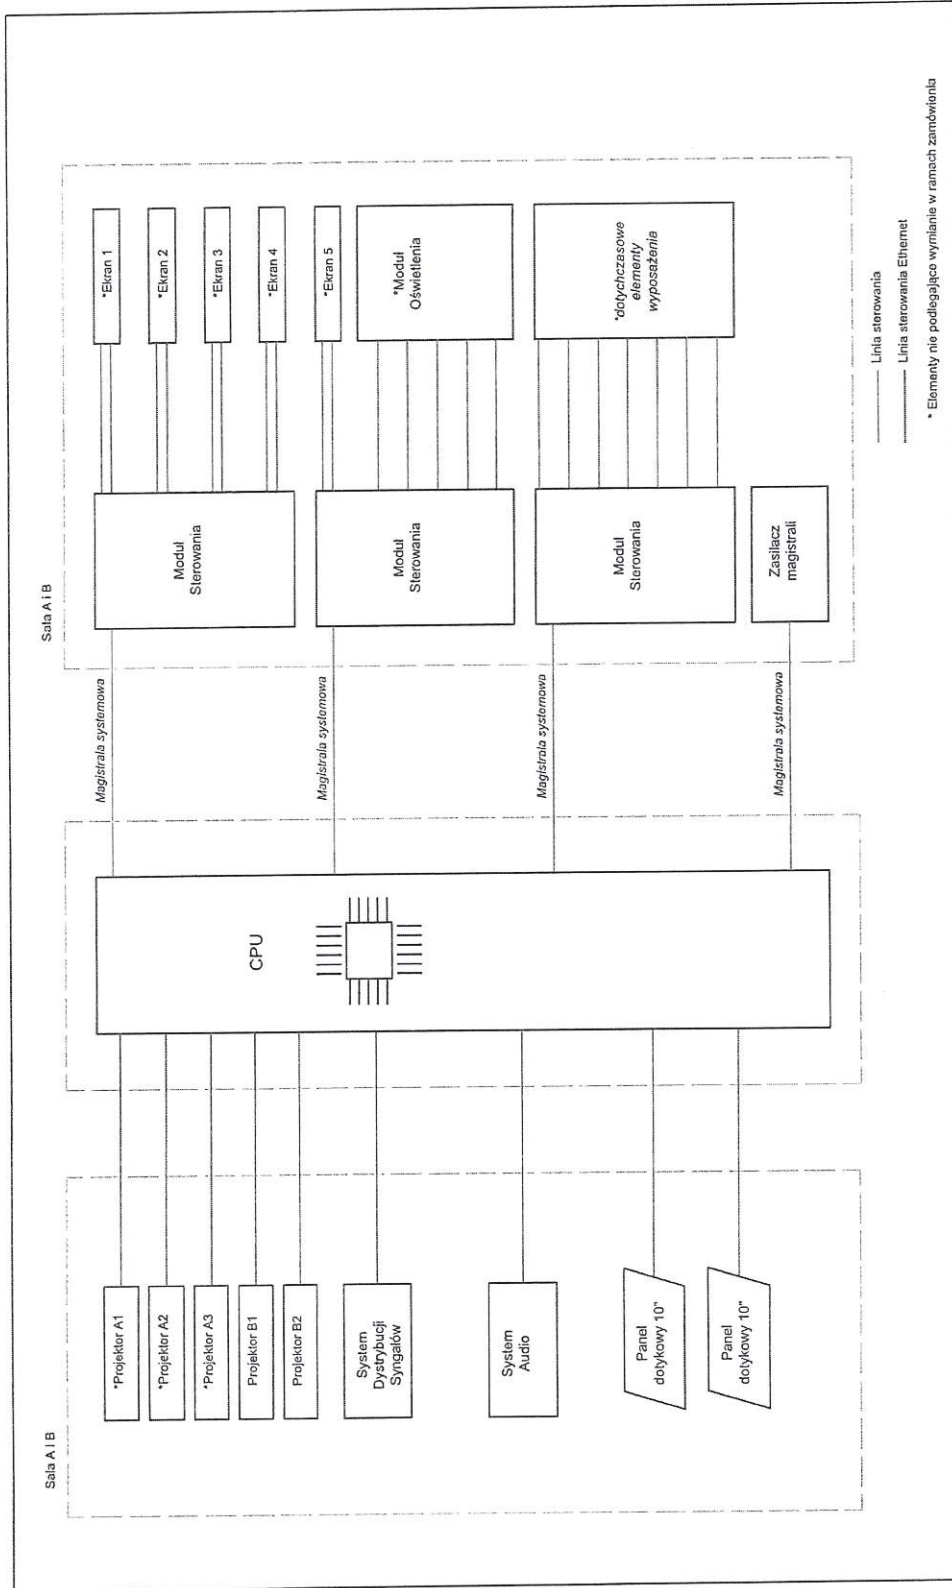 Sala A i B
*Projektor A1
*Projektor A2
*Projektor A3
Projektor B1
Projektor B2
System
Dystrybucji
Syngałów
System
Audio
Panel
dotykowy 10"
Panel
dotykowy 10"
CPU
Magistrala systemowa
Magistrala systemowa
Magistrala systemowa
Magistrala systemowa
Sala A i B
Moduł
Sterowania
Moduł
Sterowania
Moduł
Sterowania
Zasilacz
magistrali
*Ekran 1
*Ekran 2
*Ekran 3
*Ekran 4
*Ekran 5
*Moduł
Oświetlenia
*dotychczasowe
elementy
wyposażenia
Linia sterowania
Linia sterowania Ethernet
* Elementy nie podlegające wymianie w ramach zamówienia